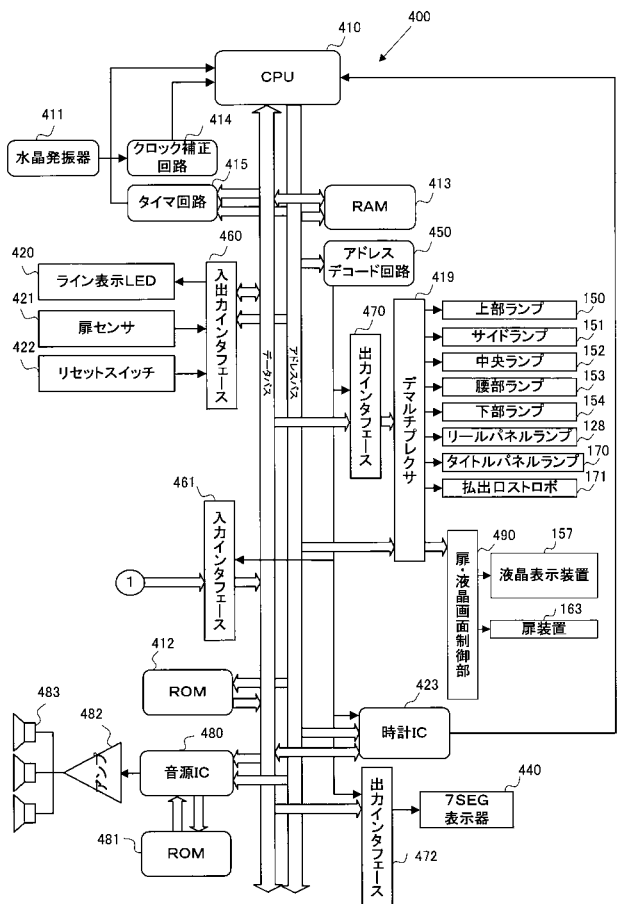 410
400
CPU
411
水晶発振器
414
クロック補正
回路
415
タイマ回路
413
RAM
450
アドレス
デコード回路
420
ライン表示LED
421
扉センサ
422
リセットスイッチ
460
入出力インタフェース
データバス
アドレスバス
470
出力インタフェース
419
デマルチプレクサ
上部ランプ
150
サイドランプ
151
中央ランプ
152
腰部ランプ
153
下部ランプ
154
リールパネルランプ
128
タイトルパネルランプ
170
払出口ストロボ
171
461
入力インタフェース
1
490
扉・液晶画面制御部
157
液晶表示装置
163
扉装置
412
ROM
423
時計IC
483
482
アンプ
480
音源IC
481
ROM
出力インタフェース
472
440
7SEG
表示器